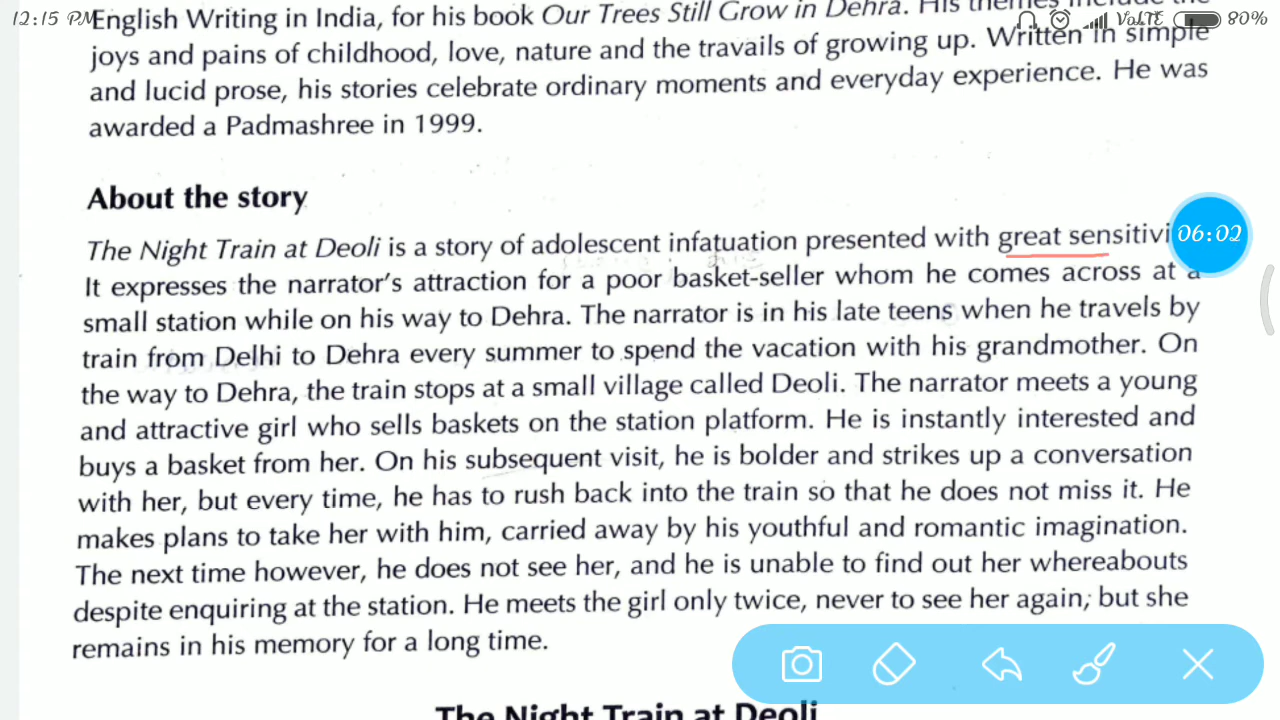 12:15 PM
VoLTE
80%
English Writing in India, for his book Our Trees Still Grow in Dehra. His themes include the
joys and pains of childhood, love, nature and the travails of growing up. Written in simple
and lucid prose, his stories celebrate ordinary moments and everyday experience. He was
awarded a Padmashree in 1999.
About the story
The Night Train at Deoli is a story of adolescent infatuation presented with great sensitivi
06:02
It expresses the narrator's attraction for a poor basket-seller whom he comes across at a
small station while on his way to Dehra. The narrator is in his late teens when he travels by
train from Delhi to Dehra every summer to spend the vacation with his grandmother. On
the way to Dehra, the train stops at a small village called Deoli. The narrator meets a young
and attractive girl who sells baskets on the station platform. He is instantly interested and
buys a basket from her. On his subsequent visit, he is bolder and strikes up a conversation
with her, but every time, he has to rush back into the train so that he does not miss it. He
makes plans to take her with him, carried away by his youthful and romantic imagination.
The next time however, he does not see her, and he is unable to find out her whereabouts
despite enquiring at the station. He meets the girl only twice, never to see her again; but she
remains in his memory for a long time.
The Night Train at Deoli